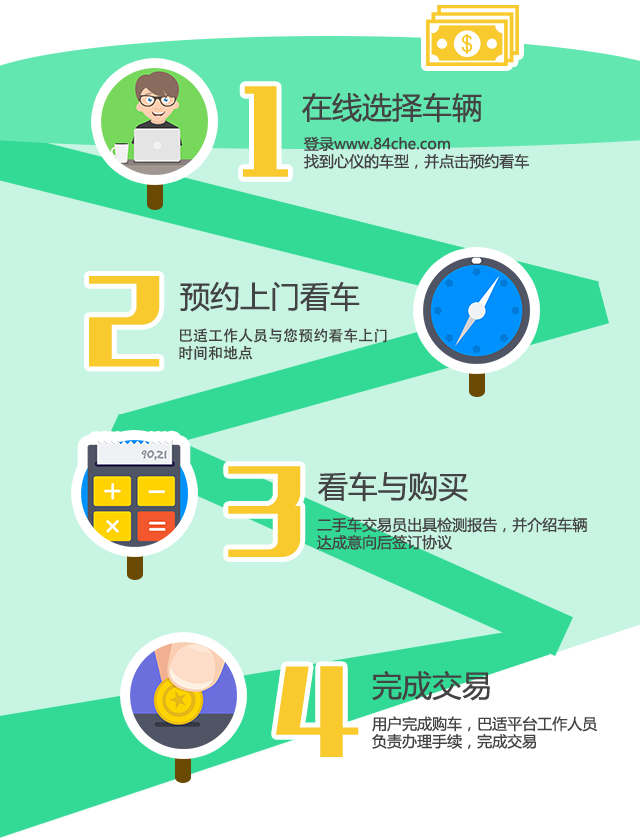 1
在线选择车辆
登录www.84che.com
找到心仪的车型，并点击预约看车
2
预约上门看车
巴适工作人员与您预约看车上门
时间和地点
90,21
3
看车与购买
二手车交易员出具检测报告，并介绍车辆
达成意向后签订协议
4
完成交易
用户完成购车，巴适平台工作人员
负责办理手续，完成交易